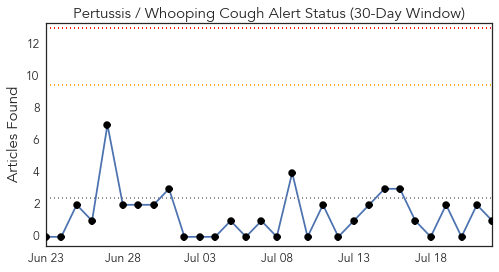 Pertussis / Whooping Cough Alert Status (30-Day Window)
Articles Found
12
10
8
6
4
2
0
Jun 23 Jun 28 Jul 03 Jul 08 Jul 13 Jul 18